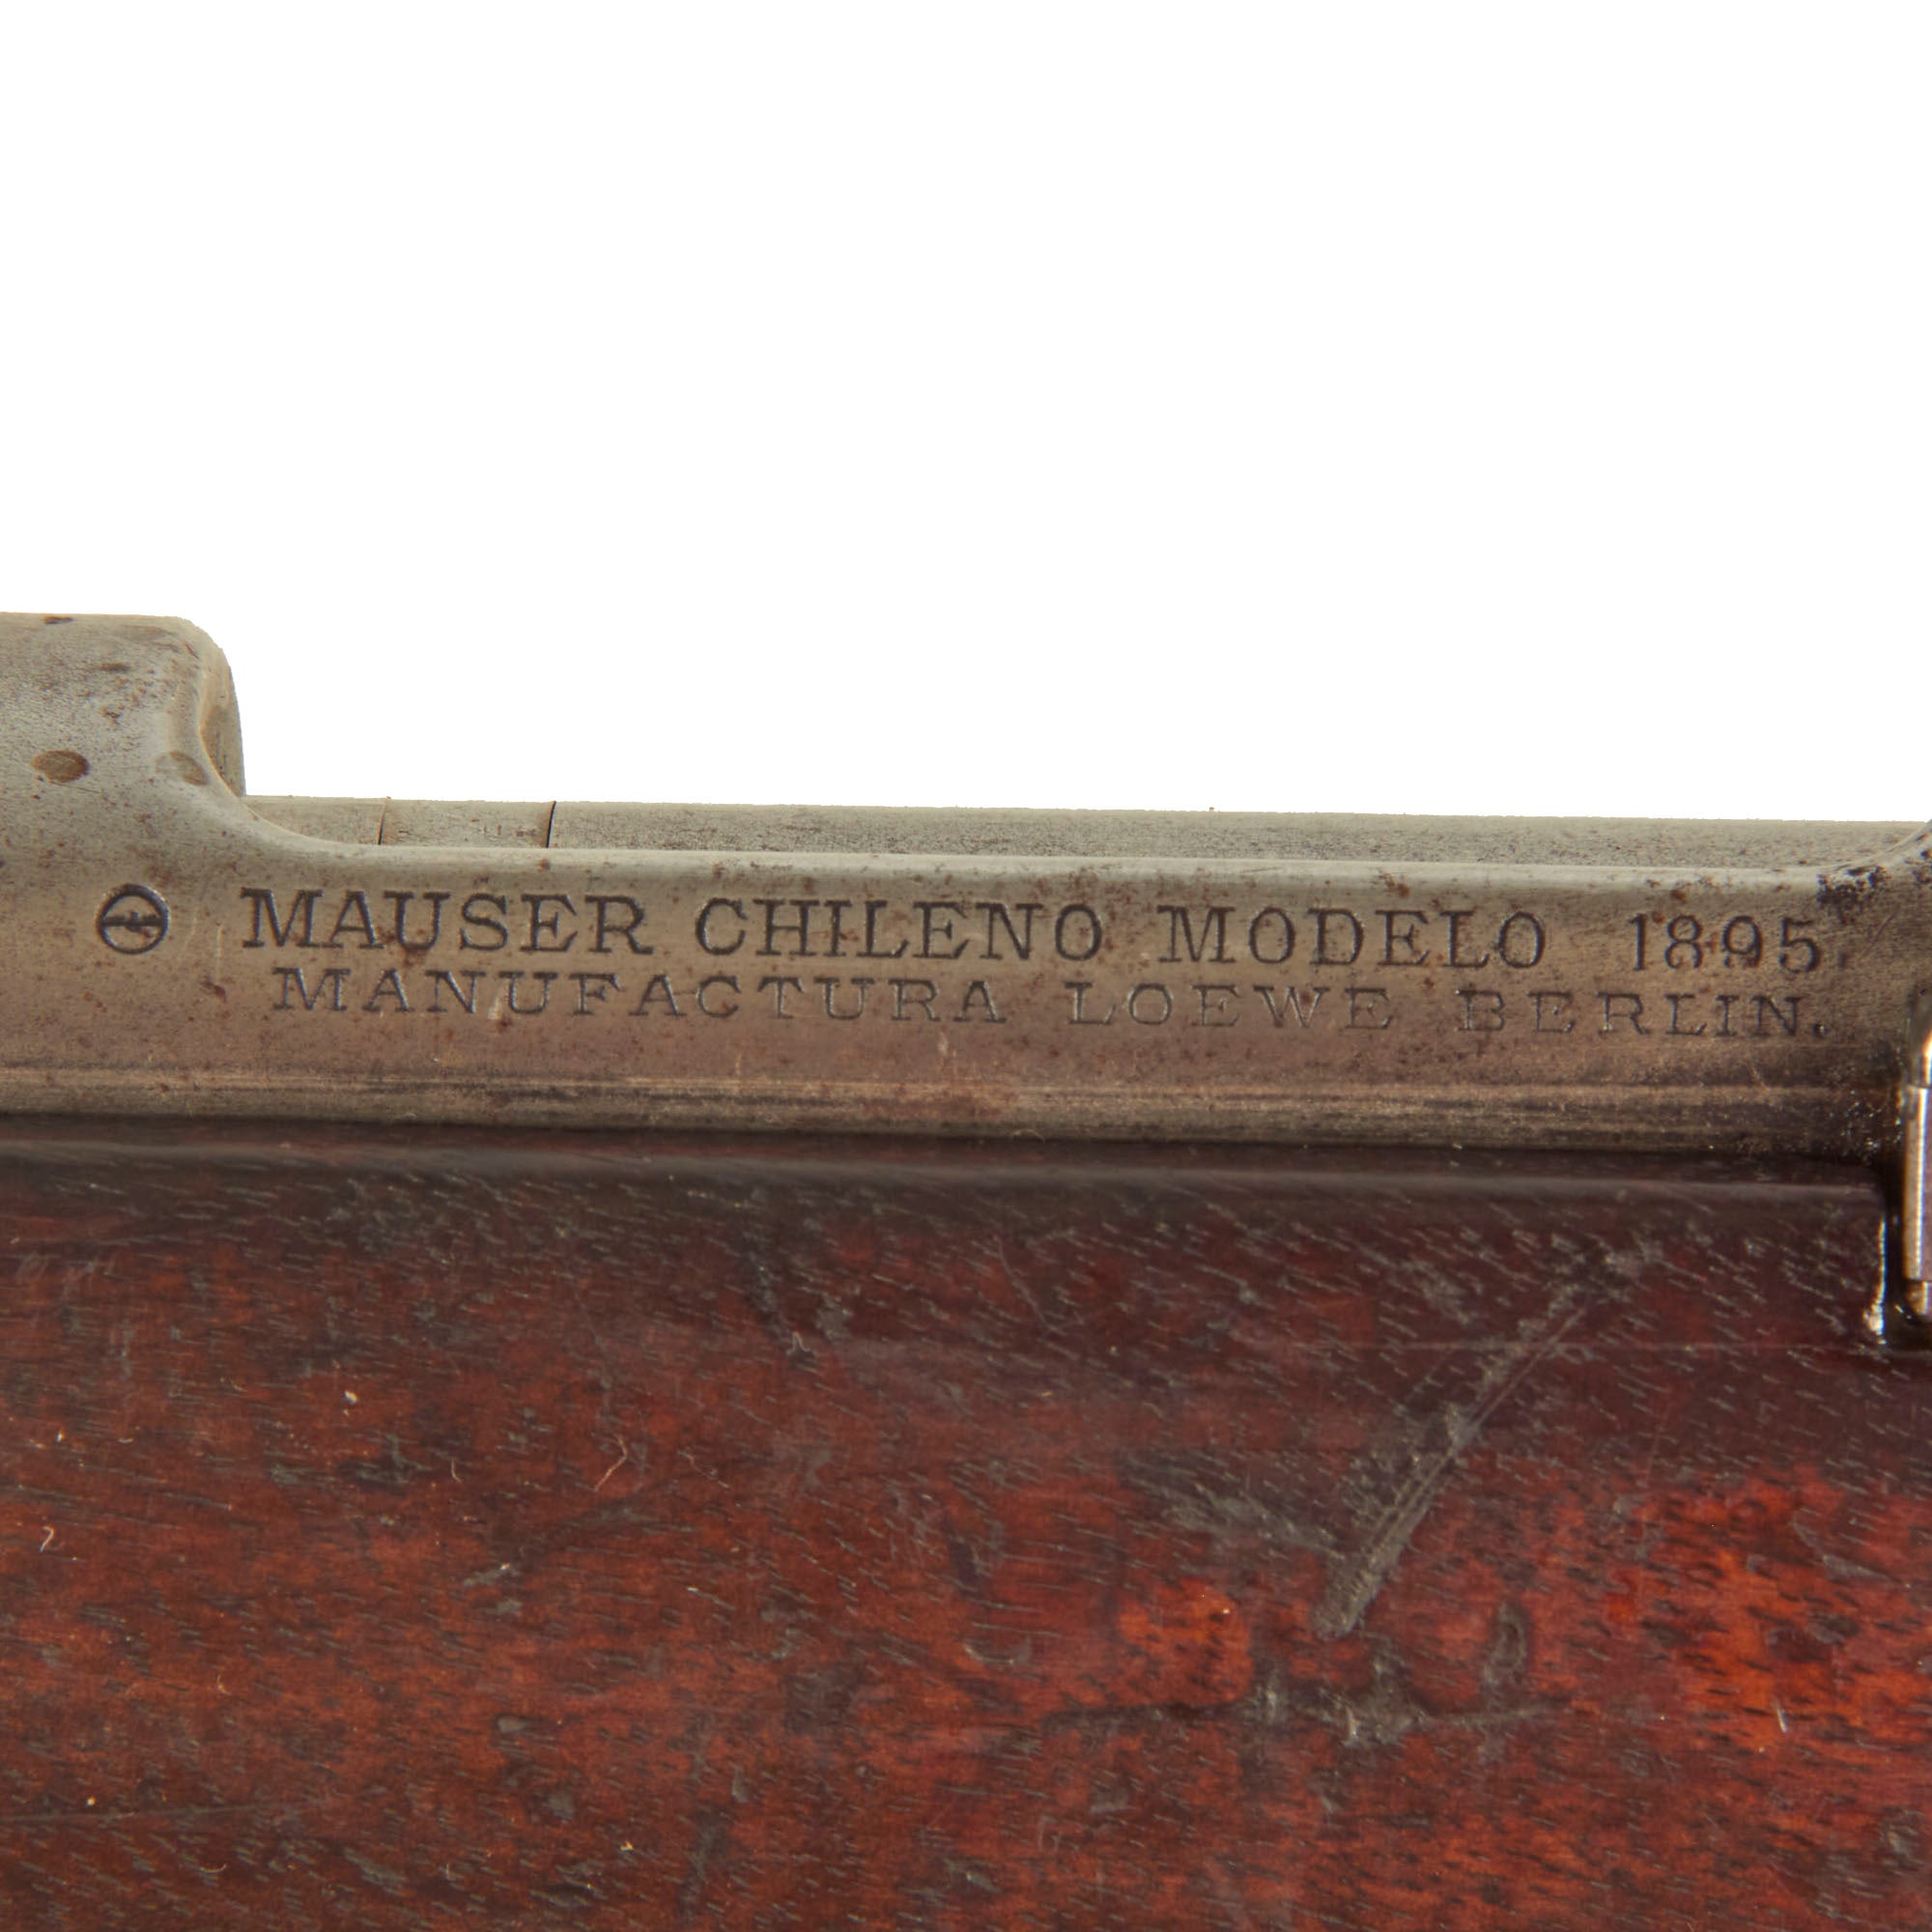 MAUSER CHILENO MODELO 1895.
MANUFACTURA LOEWE BERLIN.